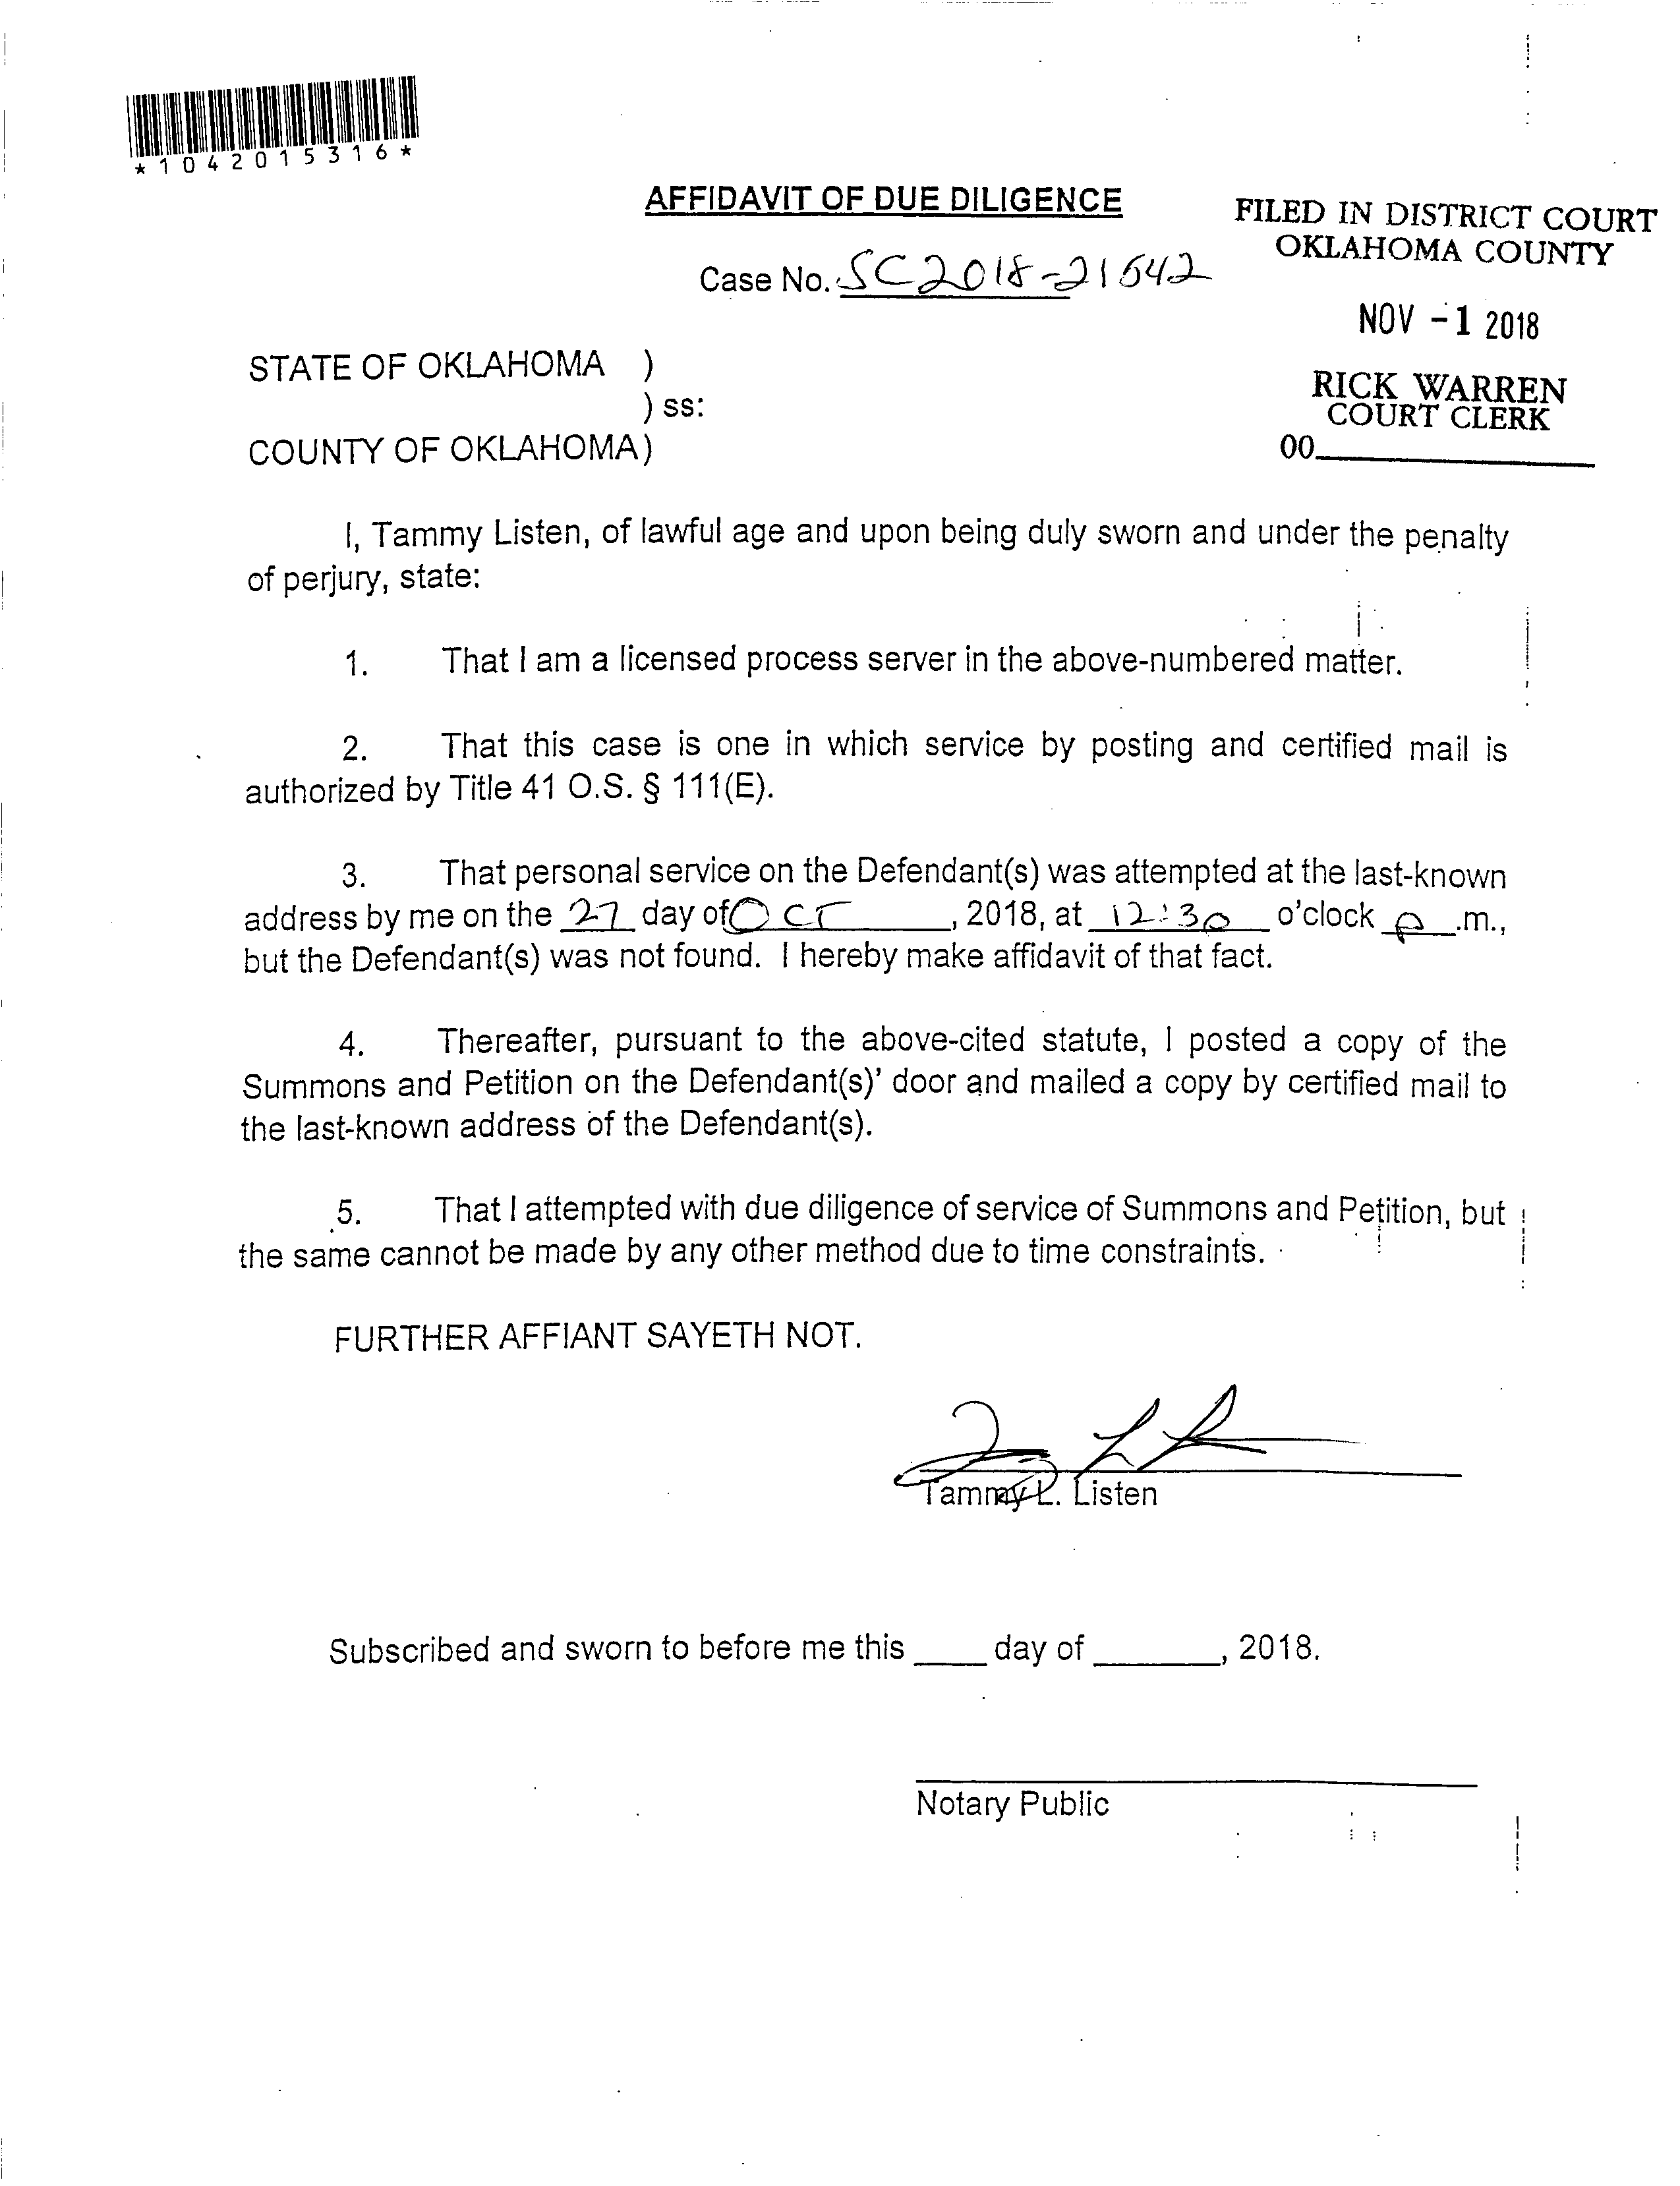 *1042015316*
AFFIDAVIT OF DUE DILIGENCE
FILED IN DISTRICT COURT
OKLAHOMA COUNTY
Case No. SC2018-21542
NOV - 1 2018
STATE OF OKLAHOMA )
) ss:
COUNTY OF OKLAHOMA)
RICK WARREN
COURT CLERK
00
I, Tammy Listen, of lawful age and upon being duly sworn and under the penalty
of perjury, state:
1. That I am a licensed process server in the above-numbered matter.
2. That this case is one in which service by posting and certified mail is
authorized by Title 41 O.S. § 111(E).
3. That personal service on the Defendant(s) was attempted at the last-known
address by me on the 27 day of OCT, 2018, at 12:30 o'clock p.m.,
but the Defendant(s) was not found. I hereby make affidavit of that fact.
4. Thereafter, pursuant to the above-cited statute, I posted a copy of the
Summons and Petition on the Defendant(s)' door and mailed a copy by certified mail to
the last-known address of the Defendant(s).
5. That I attempted with due diligence of service of Summons and Petition, but
the same cannot be made by any other method due to time constraints.
FURTHER AFFIANT SAYETH NOT.
Tammy L. Listen
Subscribed and sworn to before me this ____ day of _______, 2018.
Notary Public